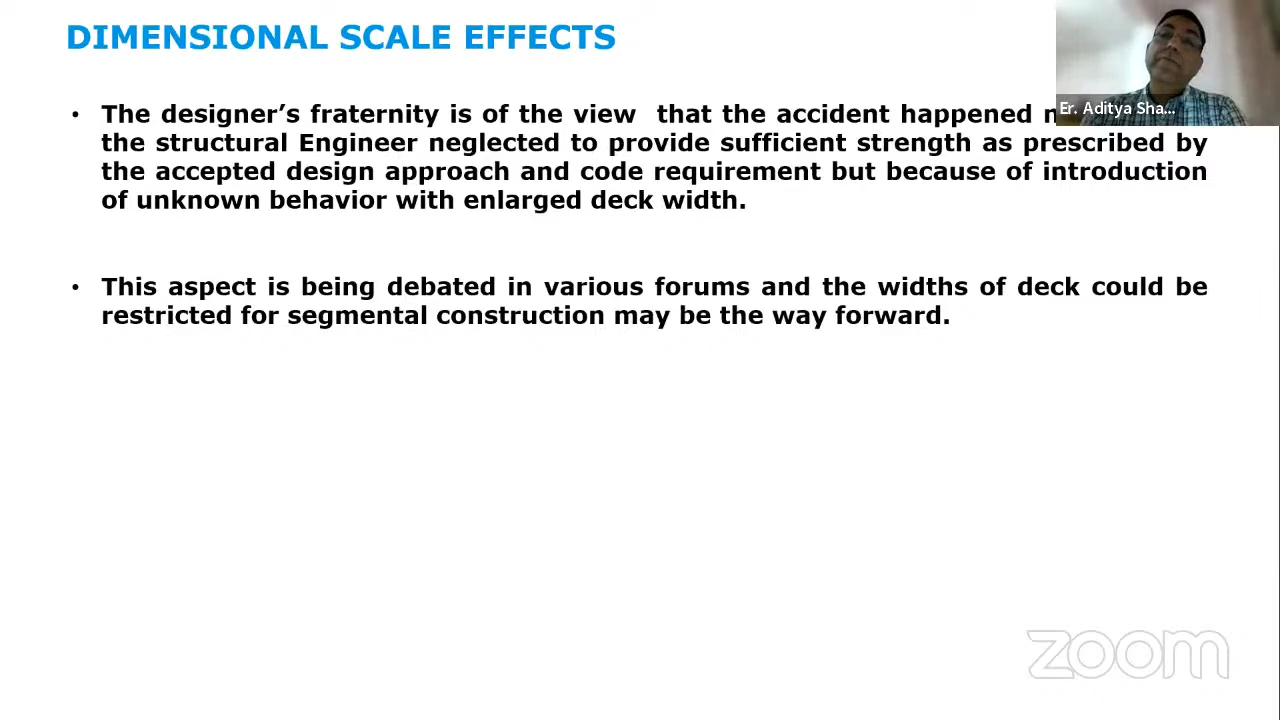 DIMENSIONAL SCALE EFFECTS
Er. Aditya Sha...
• The designer’s fraternity is of the view that the accident happened
the structural Engineer neglected to provide sufficient strength as prescribed by
the accepted design approach and code requirement but because of introduction
of unknown behavior with enlarged deck width.
• This aspect is being debated in various forums and the widths of deck could be
restricted for segmental construction may be the way forward.
zoom